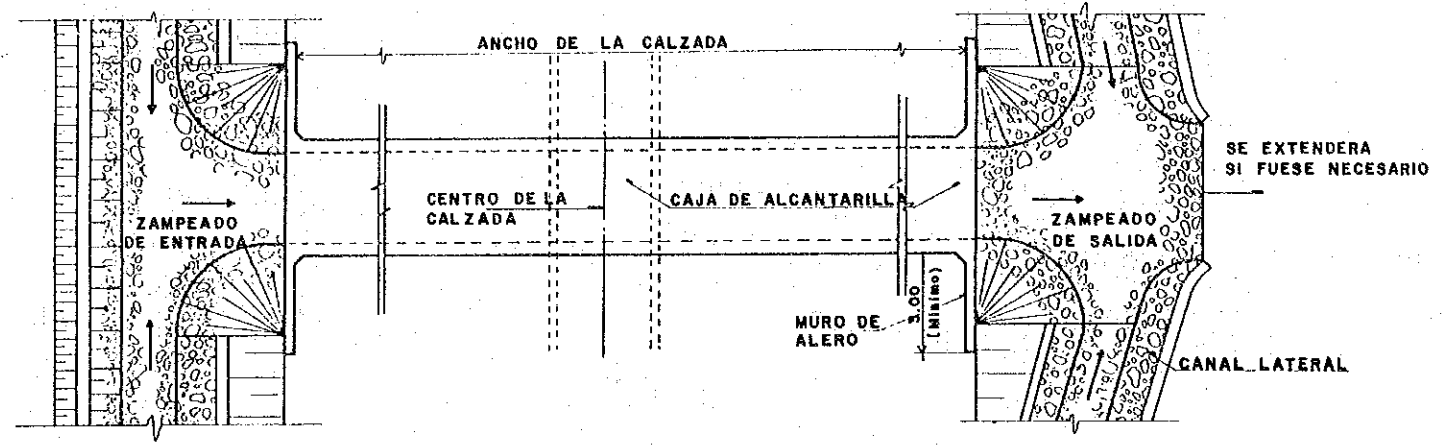 ANCHO DE LA CALZADA
SE EXTENDERA
SI FUESE NECESARIO
CENTRO DE LA
CALZADA
CAJA DE ALCANTARILLA
ZAMPEADO
DE ENTRADA
ZAMPEADO
DE SALIDA
MURO DE
ALERO
3.00
(Minimo)
CANAL LATERAL